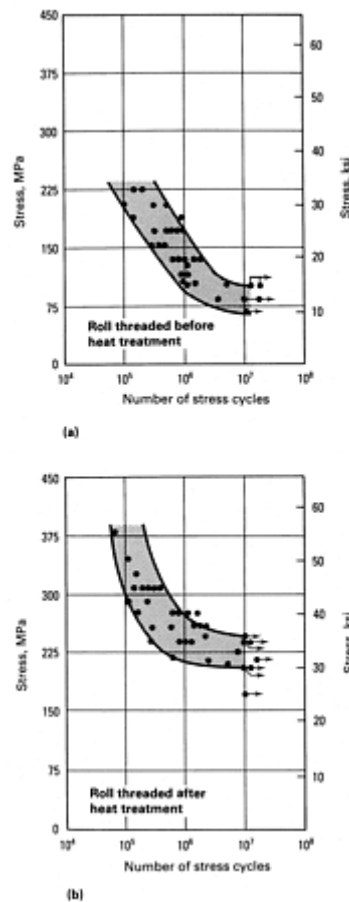 450
375
300
225
150
75
0
Stress, MPa
60
50
40
30
20
10
Stress, ksi
Roll threaded before
heat treatment
10⁴ 10⁵ 10⁶ 10⁷ 10⁸
Number of stress cycles
(a)
450
375
300
225
150
75
0
Stress, MPa
60
50
40
30
20
10
Stress, ksi
Roll threaded after
heat treatment
10⁴ 10⁵ 10⁶ 10⁷ 10⁸
Number of stress cycles
(b)